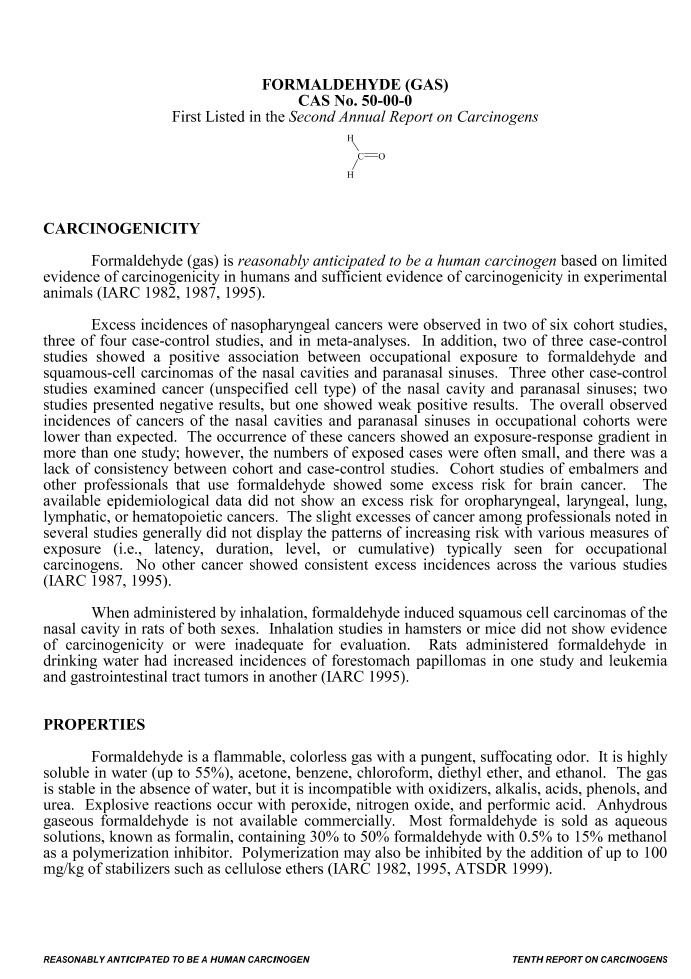 FORMALDEHYDE (GAS)
CAS No. 50-00-0
First Listed in the Second Annual Report on Carcinogens
H
C=O
H
CARCINOGENICITY
Formaldehyde (gas) is reasonably anticipated to be a human carcinogen based on limited
evidence of carcinogenicity in humans and sufficient evidence of carcinogenicity in experimental
animals (IARC 1982, 1987, 1995).
Excess incidences of nasopharyngeal cancers were observed in two of six cohort studies,
three of four case-control studies, and in meta-analyses. In addition, two of three case-control
studies showed a positive association between occupational exposure to formaldehyde and
squamous-cell carcinomas of the nasal cavities and paranasal sinuses. Three other case-control
studies examined cancer (unspecified cell type) of the nasal cavity and paranasal sinuses; two
studies presented negative results, but one showed weak positive results. The overall observed
incidences of cancers of the nasal cavities and paranasal sinuses in occupational cohorts were
lower than expected. The occurrence of these cancers showed an exposure-response gradient in
more than one study; however, the numbers of exposed cases were often small, and there was a
lack of consistency between cohort and case-control studies. Cohort studies of embalmers and
other professionals that use formaldehyde showed some excess risk for brain cancer. The
available epidemiological data did not show an excess risk for oropharyngeal, laryngeal, lung,
lymphatic, or hematopoietic cancers. The slight excesses of cancer among professionals noted in
several studies generally did not display the patterns of increasing risk with various measures of
exposure (i.e., latency, duration, level, or cumulative) typically seen for occupational
carcinogens. No other cancer showed consistent excess incidences across the various studies
(IARC 1987, 1995).
When administered by inhalation, formaldehyde induced squamous cell carcinomas of the
nasal cavity in rats of both sexes. Inhalation studies in hamsters or mice did not show evidence
of carcinogenicity or were inadequate for evaluation. Rats administered formaldehyde in
drinking water had increased incidences of forestomach papillomas in one study and leukemia
and gastrointestinal tract tumors in another (IARC 1995).
PROPERTIES
Formaldehyde is a flammable, colorless gas with a pungent, suffocating odor. It is highly
soluble in water (up to 55%), acetone, benzene, chloroform, diethyl ether, and ethanol. The gas
is stable in the absence of water, but it is incompatible with oxidizers, alkalis, acids, phenols, and
urea. Explosive reactions occur with peroxide, nitrogen oxide, and performic acid. Anhydrous
gaseous formaldehyde is not available commercially. Most formaldehyde is sold as aqueous
solutions, known as formalin, containing 30% to 50% formaldehyde with 0.5% to 15% methanol
as a polymerization inhibitor. Polymerization may also be inhibited by the addition of up to 100
mg/kg of stabilizers such as cellulose ethers (IARC 1982, 1995, ATSDR 1999).
REASONABLY ANTICIPATED TO BE A HUMAN CARCINOGEN TENTH REPORT ON CARCINOGENS